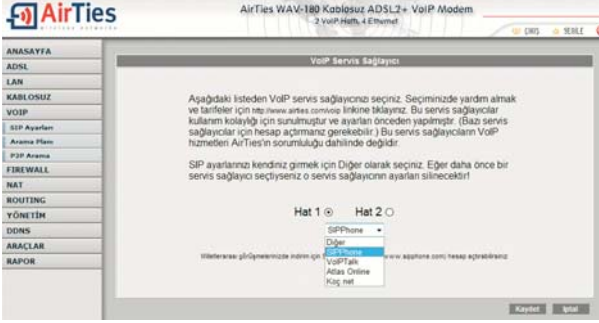 AirTies
AirTies WAV-180 Kablosuz ADSL2+ VoIP Modem
2 VoIP Hattı, 4 Ethernet
ÇIKIŞ
ANASAYFA
ADSL
LAN
KABLOSUZ
VOIP
SIP Ayarları
Arama Planı
P2P Arama
FIREWALL
NAT
ROUTING
YÖNETİM
DDNS
ARAÇLAR
RAPOR
VoIP Servis Sağlayıcı
Aşağıdaki listeden VoIP servis sağlayıcınızı seçiniz. Seçiminizde yardım almak
ve tarifeler için http://www.airties.com/voip linkine tıklayınız. Bu servis sağlayıcılar
kullanım kolaylığı için sunulmuştur ve ayarları önceden yapılmıştır. (Bazı servis
sağlayıcılar için hesap açtırmanız gerekebilir.) Bu servis sağlayıcıların VoIP
hizmetleri AirTies'ın sorumluluğu dahilinde değildir.
SIP ayarlarınızı kendiniz girmek için Diğer olarak seçiniz. Eğer daha önce bir
servis sağlayıcı seçtiyseniz o servis sağlayıcının ayarları silinecektir!
Hat 1 Hat 2
SIPPhone
Diğer
SIPPhone
VoIPTalk
Atlas Online
Koç net
Milletlerarası görüşmelerinizde indirim için hesap açtırabilirsiniz
Kaydet İptal